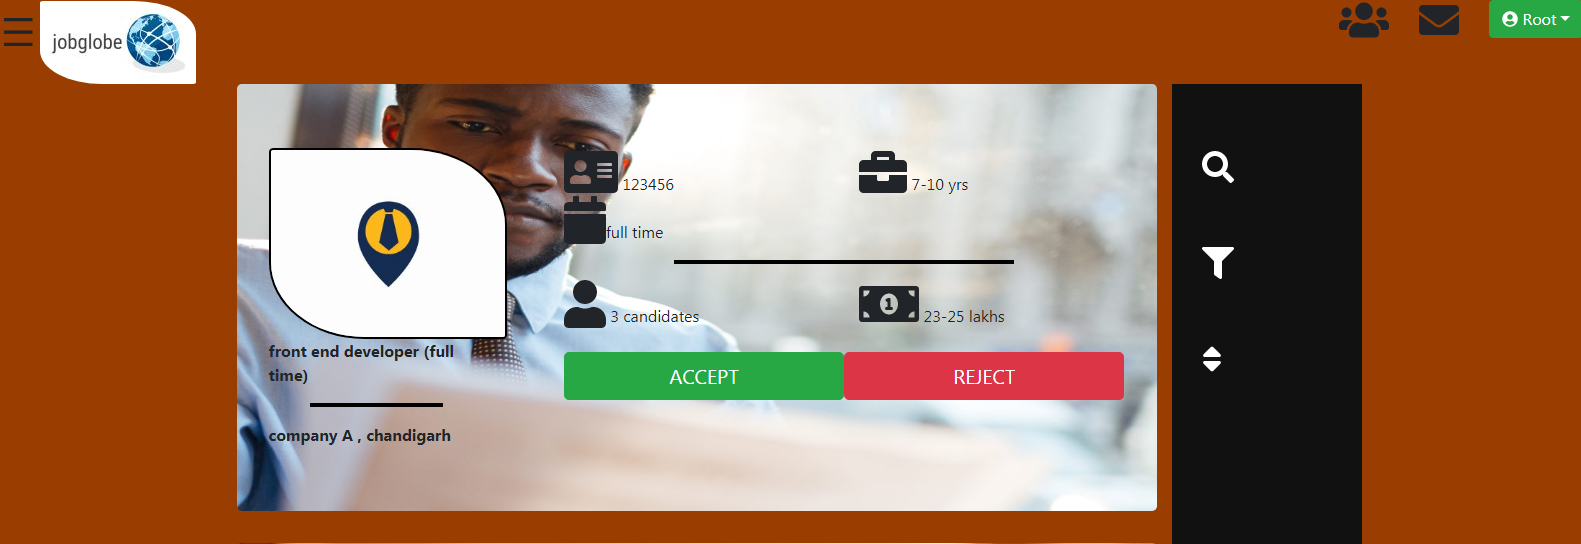 jobglobe
Root
123456
7-10 yrs
full time
3 candidates
1
23-25 lakhs
front end developer (full
time)
ACCEPT
REJECT
company A , chandigarh